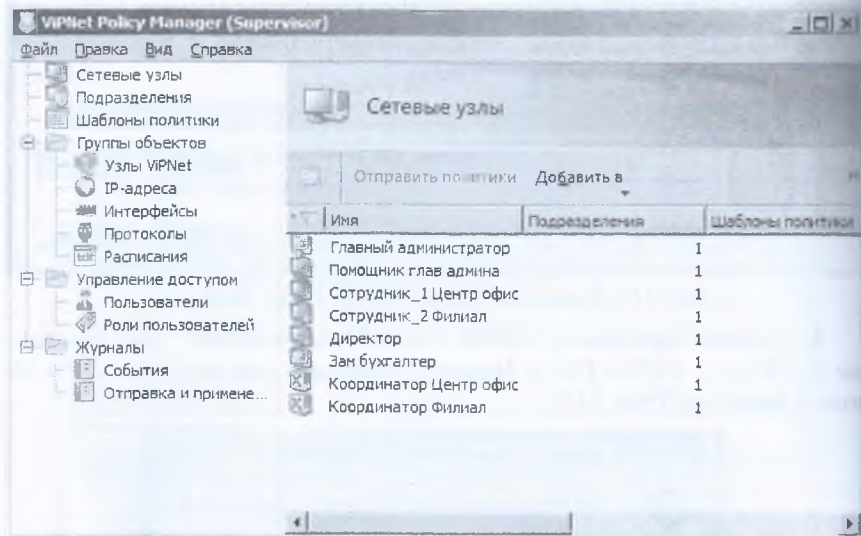 ViPNet Policy Manager (Supervisor)
Файл Правка Вид Справка
Сетевые узлы
Подразделения
Шаблоны политики
Группы объектов
Узлы ViPNet
IP-адреса
Интерфейсы
Протоколы
Расписания
Управление доступом
Пользователи
Роли пользователей
Журналы
События
Отправка и примене...
Сетевые узлы
Отправить политики Добавить в
Имя Подразделения Шаблоны политики
Главный администратор 1
Помощник глав админа 1
Сотрудник_1 Центр офис 1
Сотрудник_2 Филиал 1
Директор 1
Зам бухгалтер 1
Координатор Центр офис 1
Координатор Филиал 1